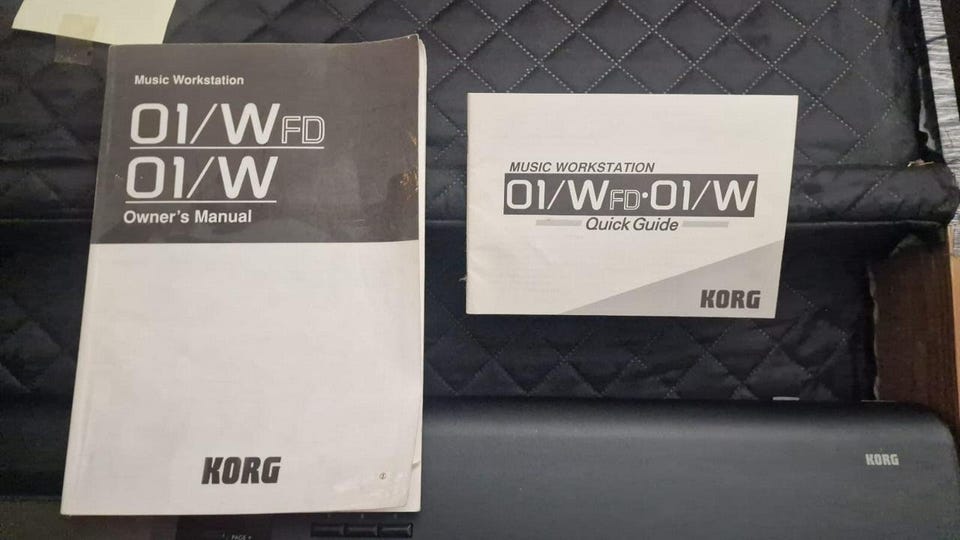 Music Workstation
01/WFD
01/W
Owner's Manual
KORG
MUSIC WORKSTATION
01/WFD·01/W
Quick Guide
KORG
KORG
PAGE +